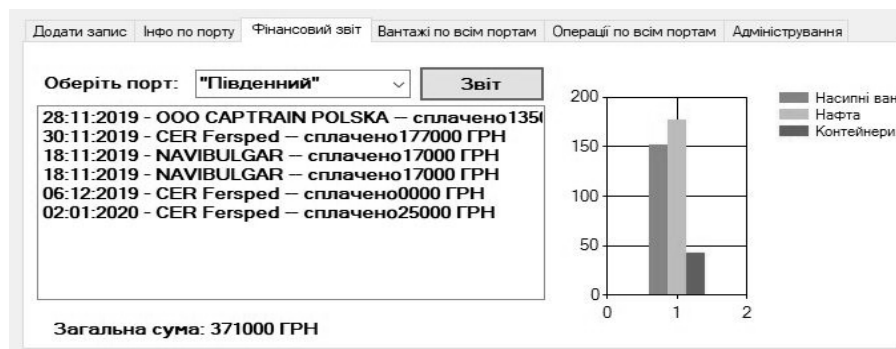 Додати запис Інфо по порту Фінансовий звіт Вантажі по всім портам Операції по всім портам Адміністрування
Оберіть порт: "Південний" Звіт
28:11:2019 - ООО CAPTRAIN POLSKA – сплачено1350
30:11:2019 - CER Fersped – сплачено177000 ГРН
18:11:2019 - NAVIBULGAR – сплачено17000 ГРН
18:11:2019 - NAVIBULGAR – сплачено17000 ГРН
06:12:2019 - CER Fersped – сплачено0000 ГРН
02:01:2020 - CER Fersped – сплачено25000 ГРН
Загальна сума: 371000 ГРН
200
150
100
50
0
0 1 2
Насипні ван
Нафта
Контейнери